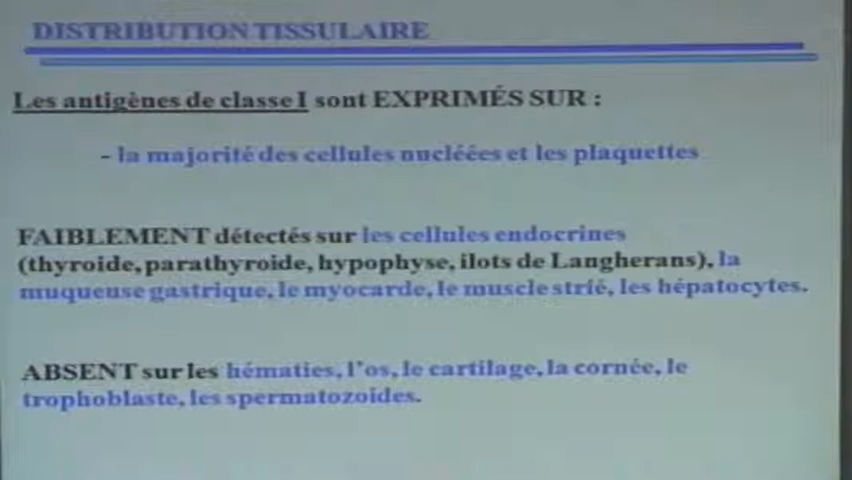 DISTRIBUTION TISSULAIRE
Les antigènes de classe I sont EXPRIMÉS SUR :
- la majorité des cellules nucléées et les plaquettes
FAIBLEMENT détectés sur les cellules endocrines
(thyroide, parathyroide, hypophyse, ilots de Langherans), la
muqueuse gastrique, le myocarde, le muscle strié, les hépatocytes.
ABSENT sur les hématies, l'os, le cartilage, la cornée, le
trophoblaste, les spermatozoides.